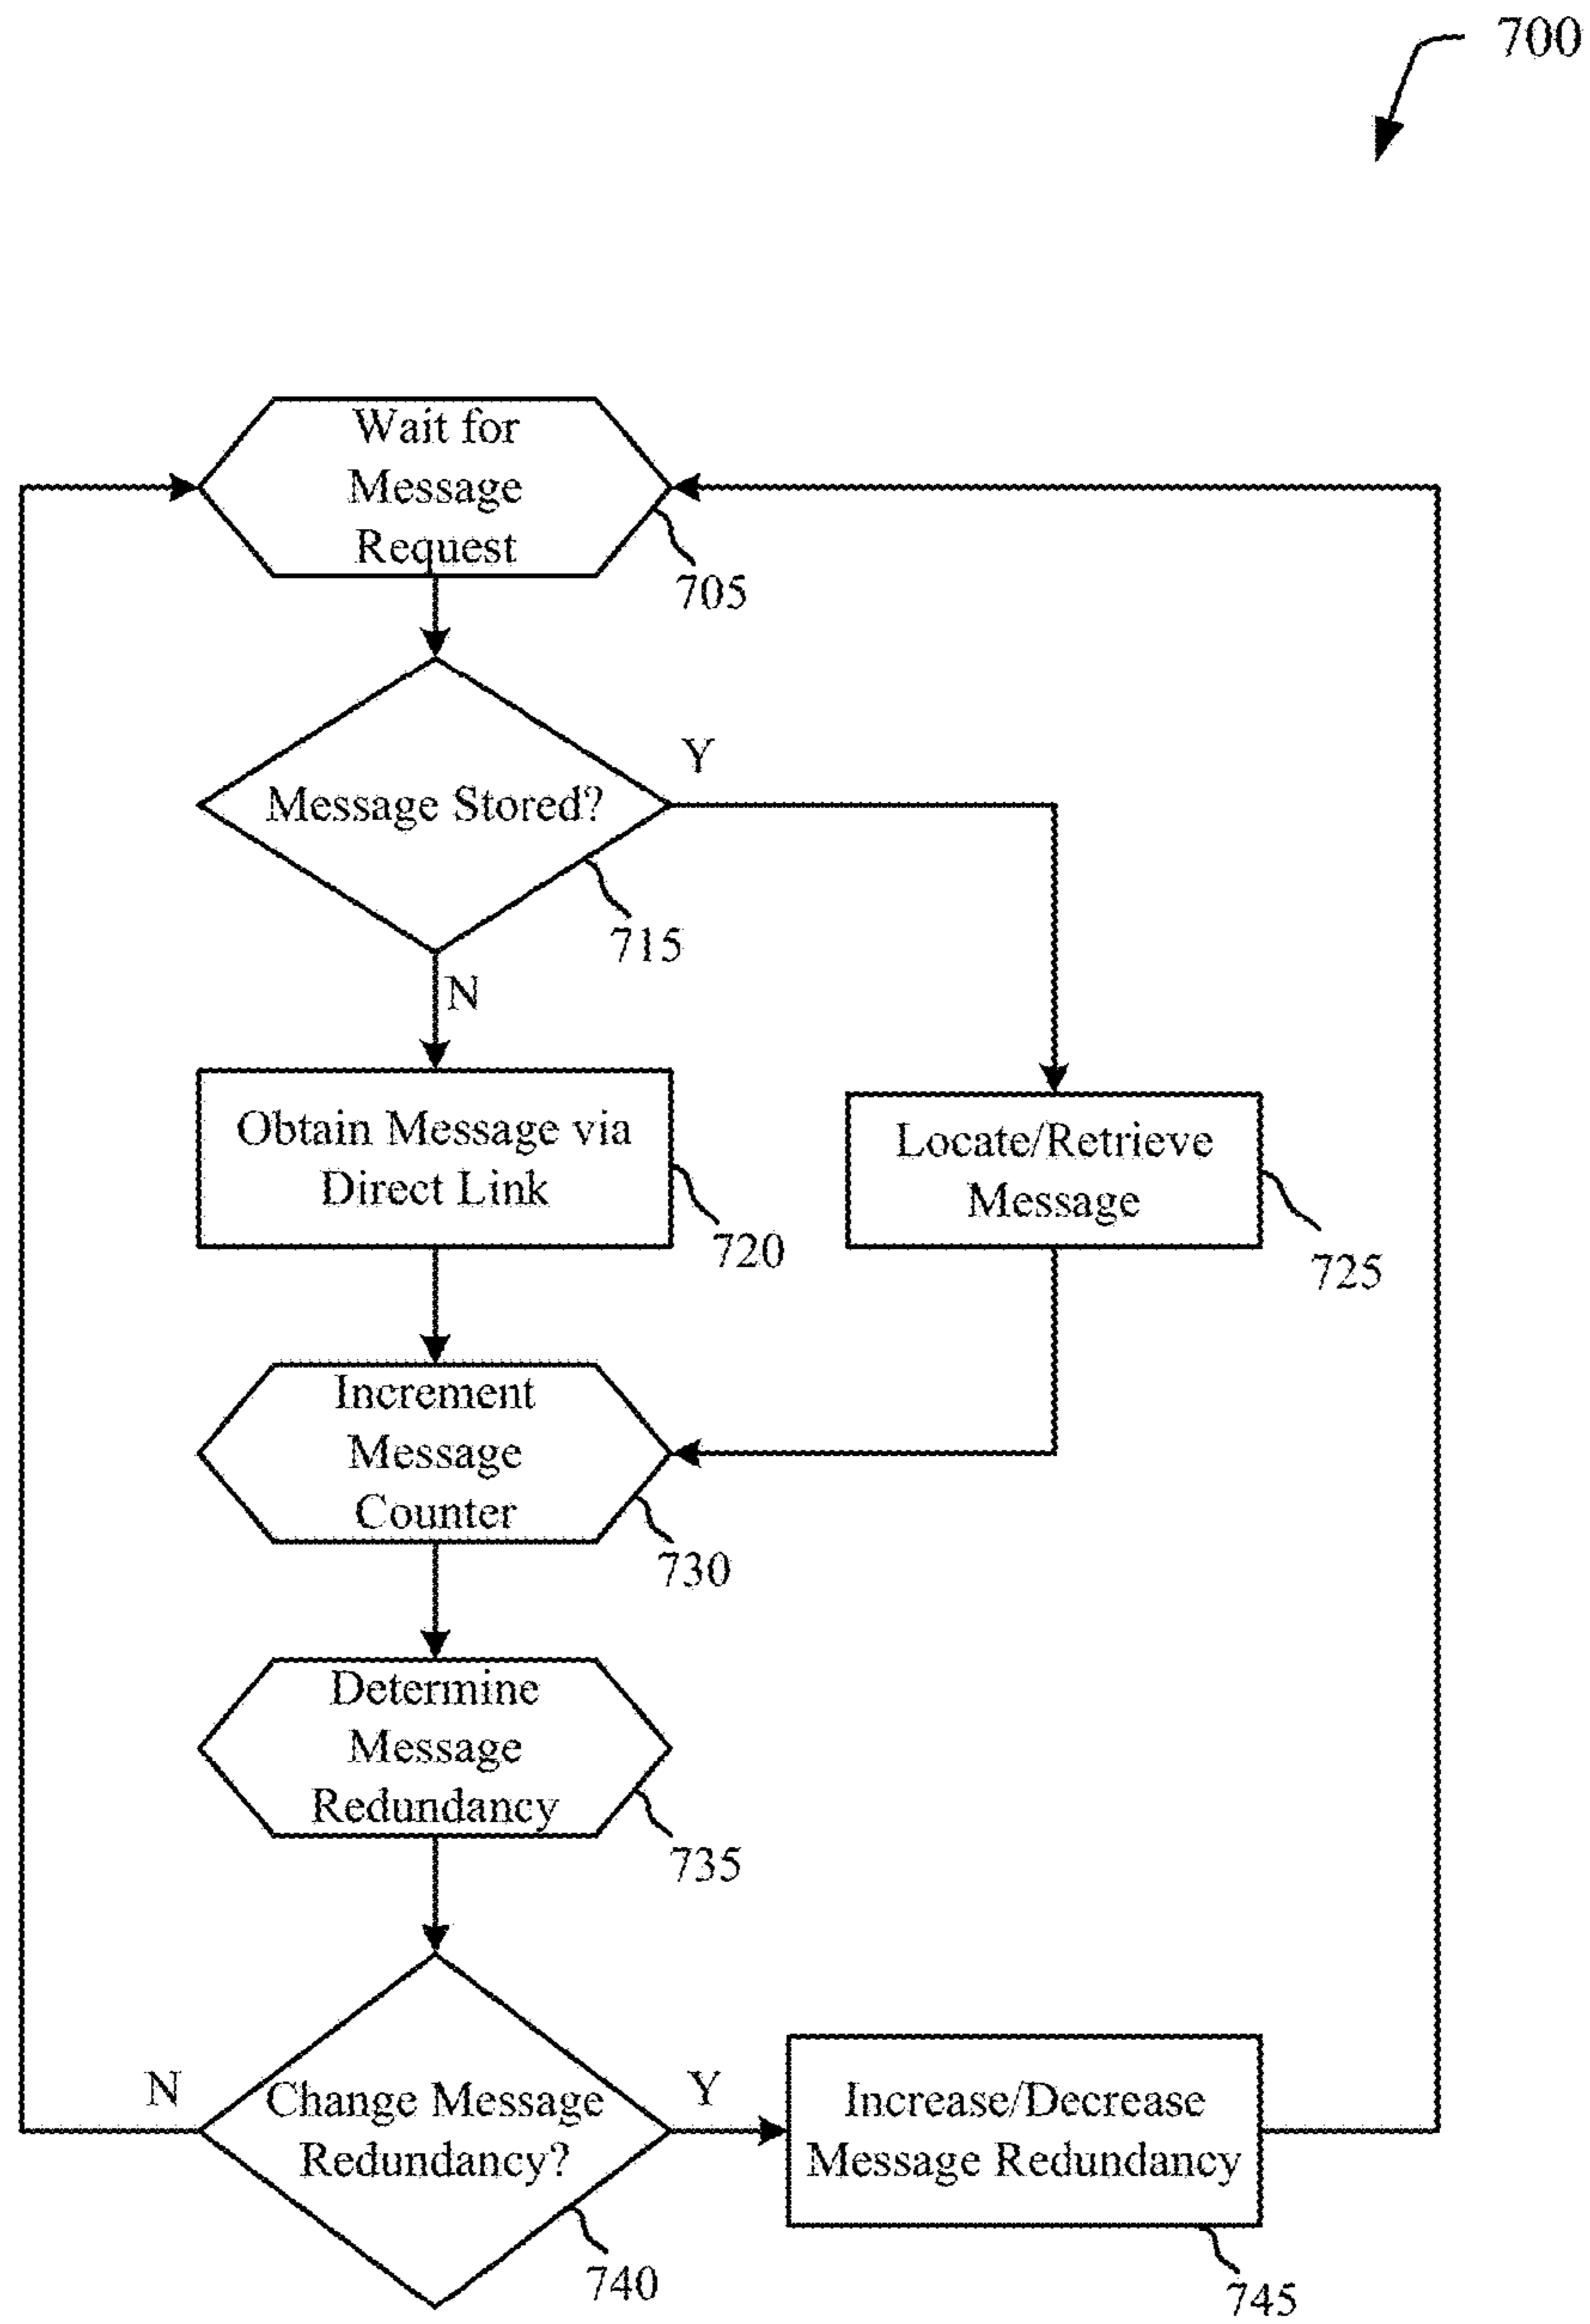 700
Wait for
Message
Request
705
Message Stored?
Y
715
N
Obtain Message via
Direct Link
720
Locate/Retrieve
Message
725
Increment
Message
Counter
730
Determine
Message
Redundancy
735
Change Message
Redundancy?
N
Y
740
Increase/Decrease
Message Redundancy
745